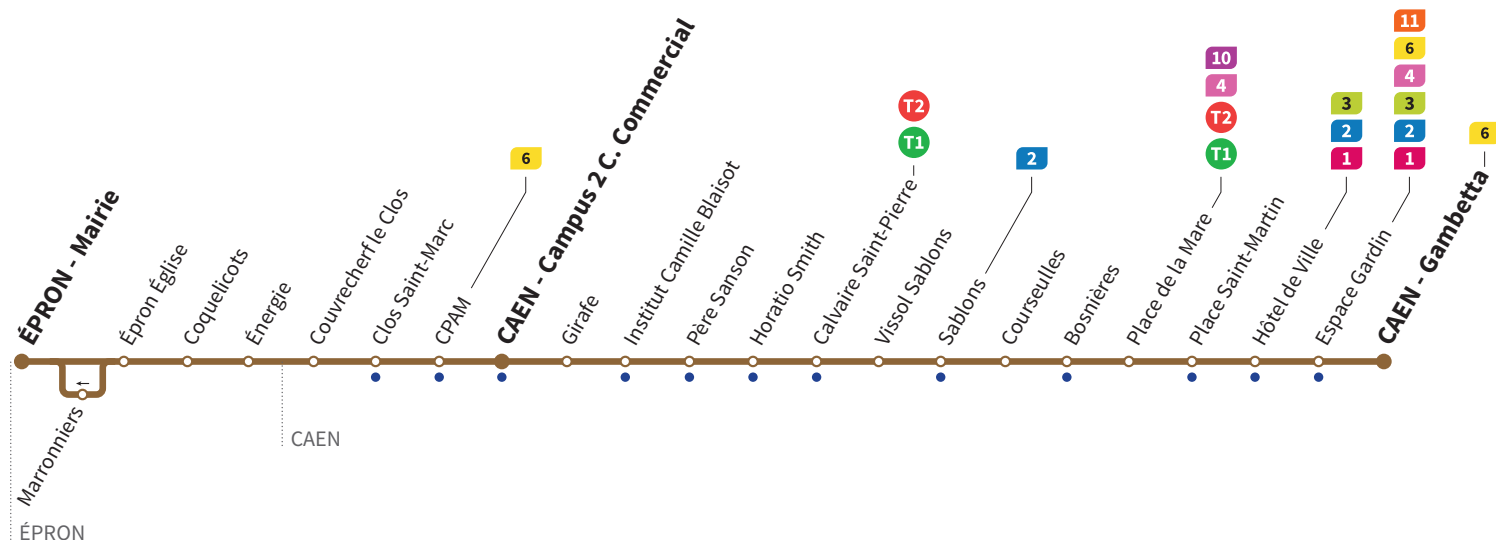 ÉPRON - Mairie
Marronniers
Épron Église
Coquelicots
Énergie
Couvrecherf le Clos
Clos Saint-Marc
CPAM
6
CAEN - Campus 2 C. Commercial
Girafe
Institut Camille Blaisot
Père Sanson
Horatio Smith
Calvaire Saint-Pierre
T2
T1
Vissol Sablons
Sablons
2
Courseulles
Bosnières
Place de la Mare
10
4
T2
T1
Place Saint-Martin
Hôtel de Ville
3
2
1
Espace Gardin
11
6
4
3
2
1
CAEN - Gambetta
6
←
CAEN
ÉPRON